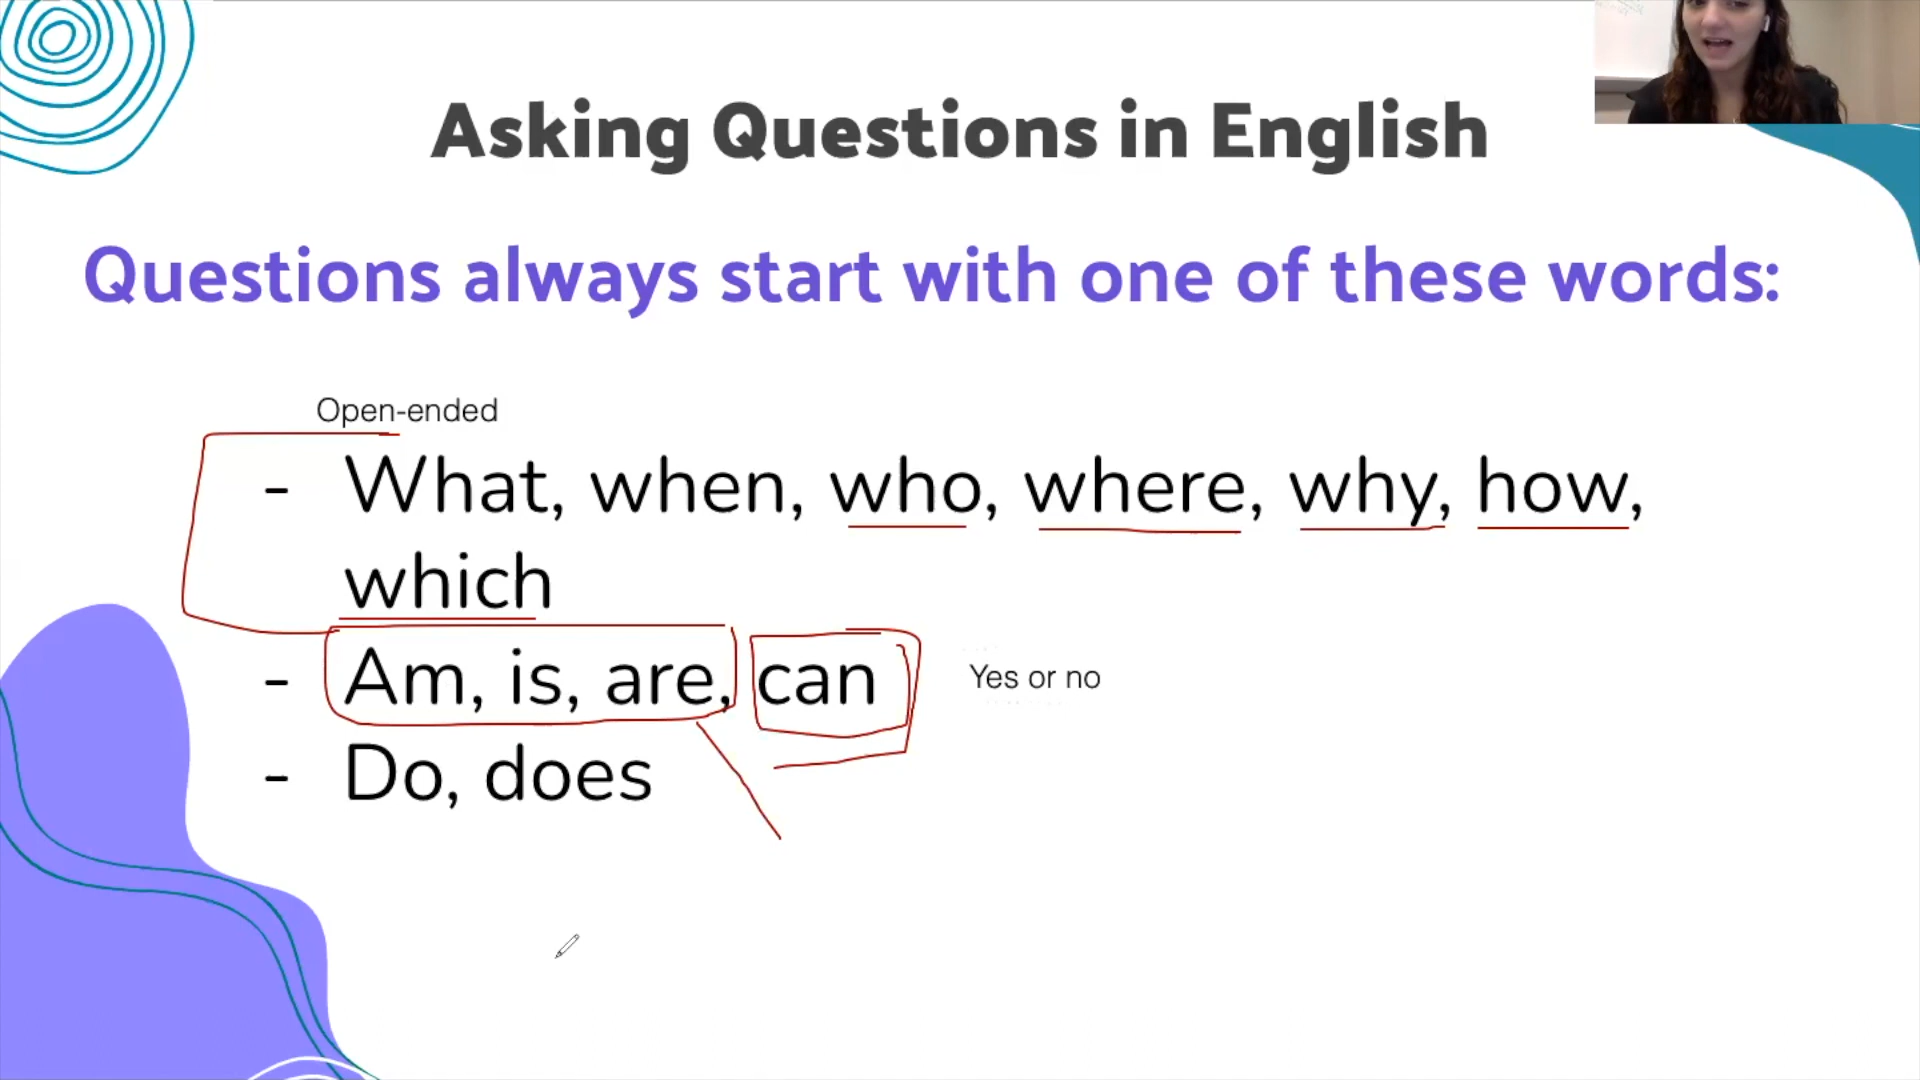 Asking Questions in English
Questions always start with one of these words:
Open-ended
- What, when, who, where, why, how,
which
- Am, is, are, can
Yes or no
- Do, does